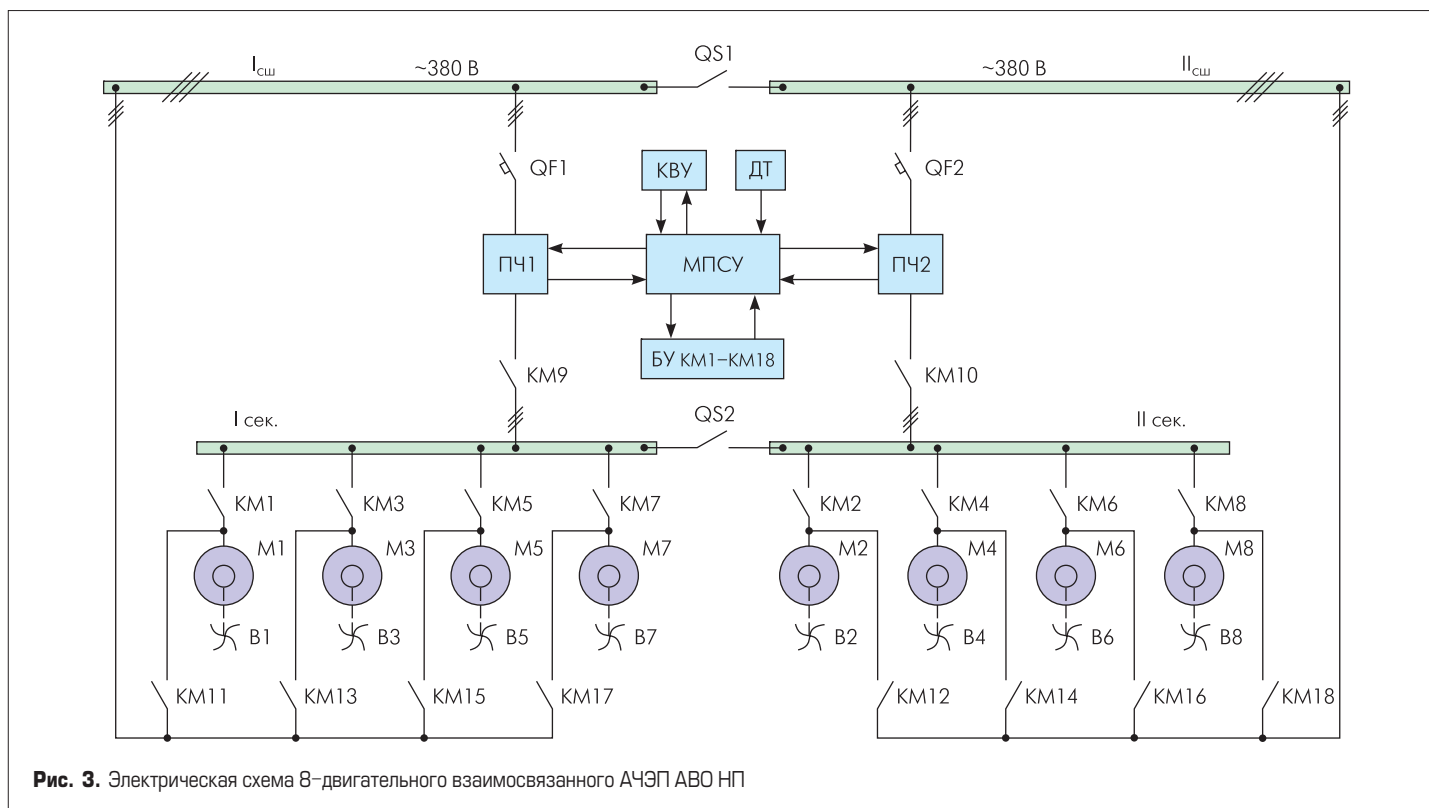 QS1
Iсш ~380 В ~380 В IIсш
QF1 КВУ ДТ QF2
ПЧ1 МПСУ ПЧ2
БУ КМ1–КМ18
КМ9 КМ10
I сек. QS2 II сек.
КМ1 КМ3 КМ5 КМ7 КМ2 КМ4 КМ6 КМ8
М1 М3 М5 М7 М2 М4 М6 М8
В1 В3 В5 В7 В2 В4 В6 В8
КМ11 КМ13 КМ15 КМ17 КМ12 КМ14 КМ16 КМ18
Рис. 3. Электрическая схема 8–двигательного взаимосвязанного АЧЭП АВО НП